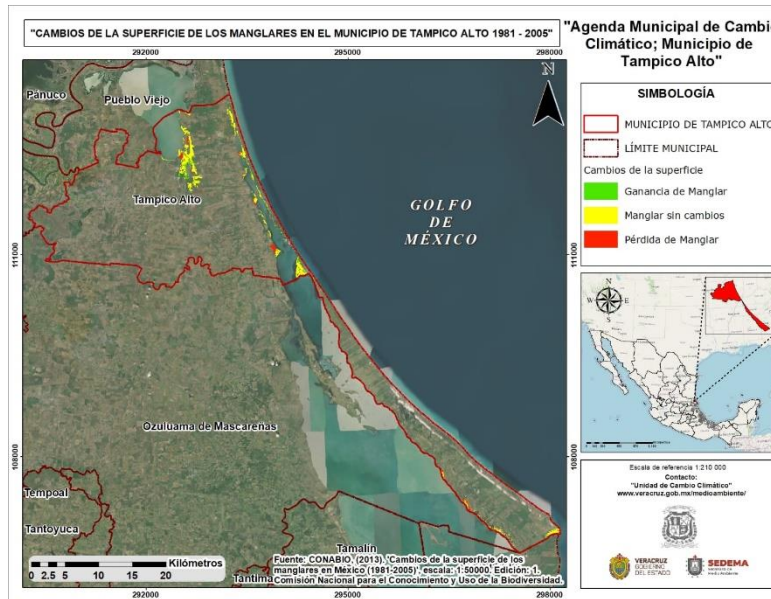 "CAMBIOS DE LA SUPERFICIE DE LOS MANGLARES EN EL MUNICIPIO DE TAMPICO ALTO 1981 - 2005"
292000
295000
298000
Pánuco
Pueblo Viejo
Tampico Alto
Ozuluama de Mascareñas
Tempoal
Tantoyuca
Tamalín
Tantima
GOLFO
DE
MÉXICO
N
111000
108000
111000
108000
Kilómetros
0 2.5 5 10 15 20
Fuente: CONABIO, (2013). 'Cambios de la superficie de los
manglares en México (1981-2005)', escala: 1:50000. Edición: 1.
Comisión Nacional para el Conocimiento y Uso de la Biodiversidad.
292000
295000
298000
"Agenda Municipal de Cambio
Climático; Municipio de
Tampico Alto"
SIMBOLOGÍA
MUNICIPIO DE TAMPICO ALTO
LÍMITE MUNICIPAL
Cambios de la superficie
Ganancia de Manglar
Manglar sin cambios
Pérdida de Manglar
N
W
E
S
Escala de referencia 1:210 000
Contacto:
"Unidad de Cambio Climático"
www.veracruz.gob.mx/medioambiente/
VERACRUZ
GOBIERNO
DEL ESTADO
SEDEMA